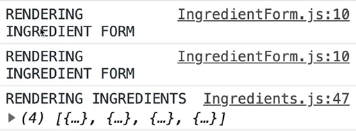 RENDERING IngredientForm.js:10
INGREDIENT FORM
RENDERING IngredientForm.js:10
INGREDIENT FORM
RENDERING INGREDIENTS Ingredients.js:47
▶ (4) [{…}, {…}, {…}, {…}]